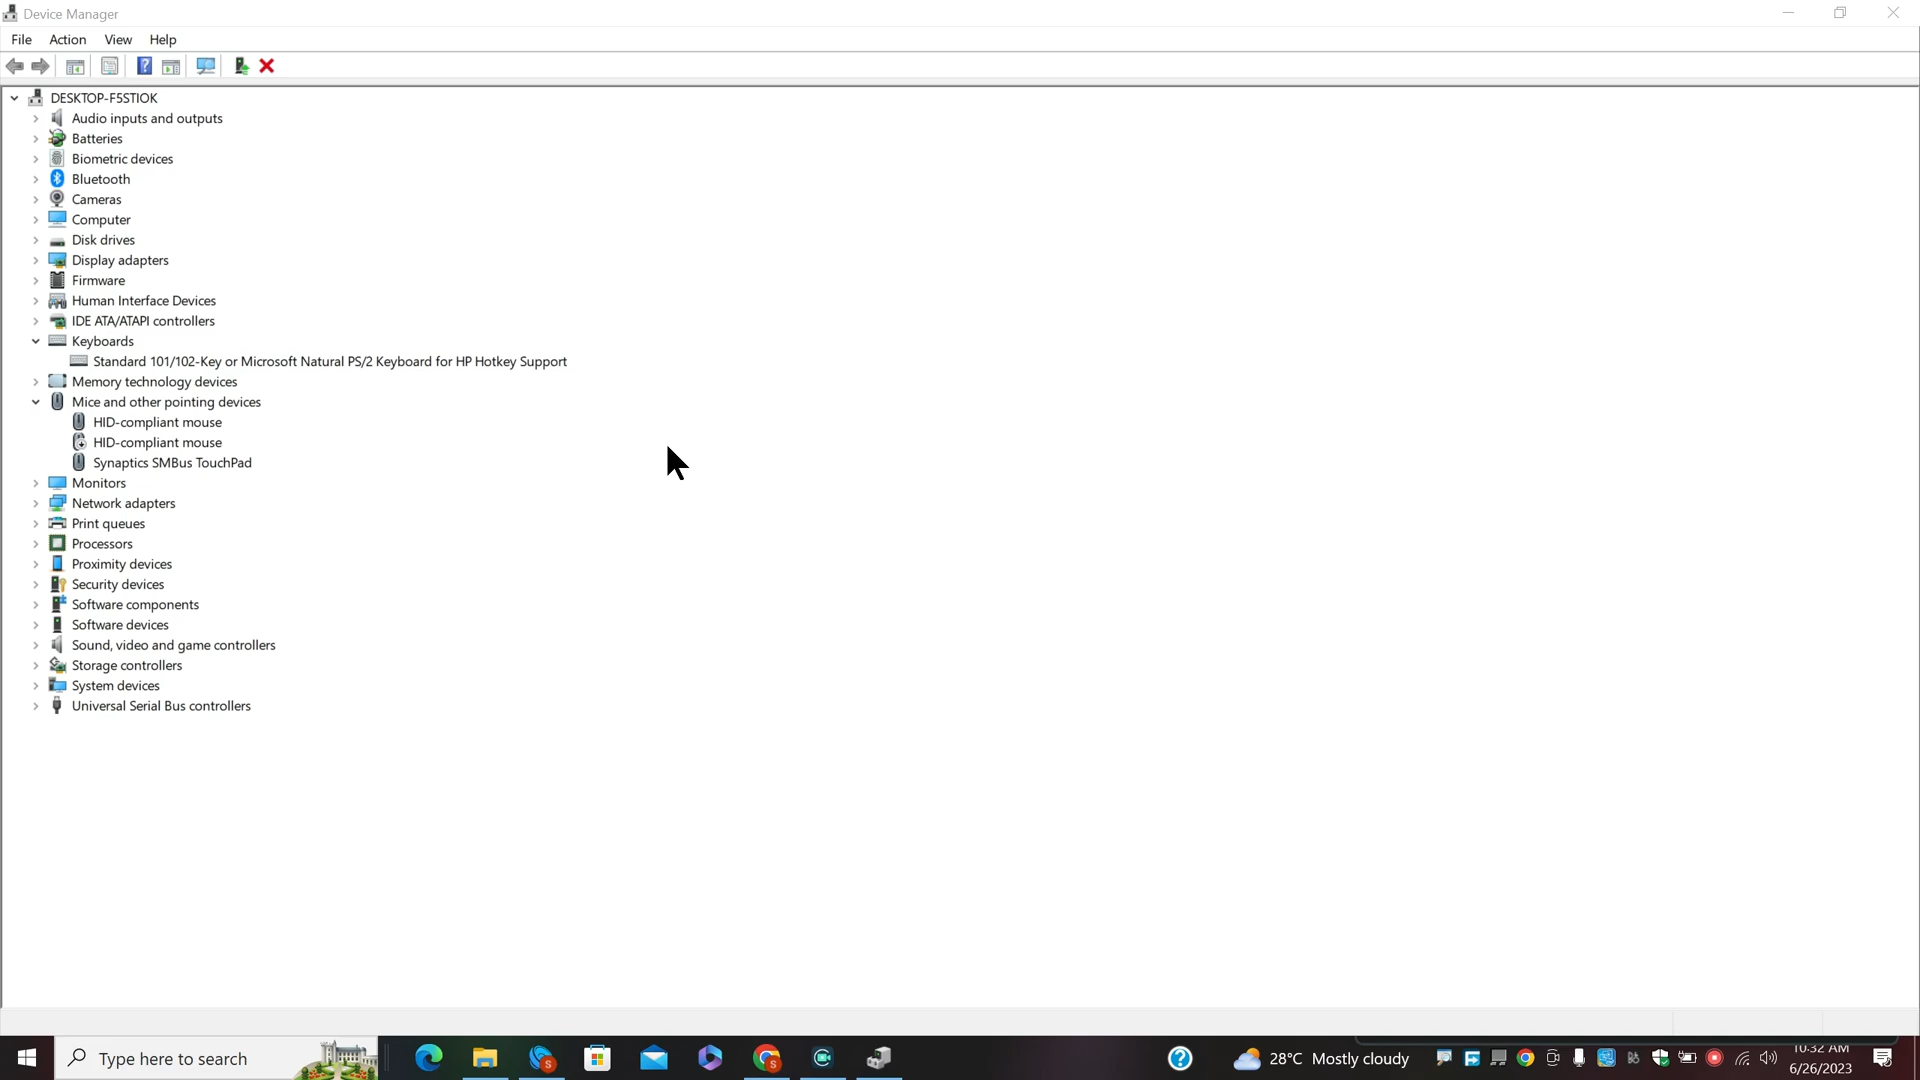 Device Manager
File Action View Help
DESKTOP-F5STIOK
Audio inputs and outputs
Batteries
Biometric devices
Bluetooth
Cameras
Computer
Disk drives
Display adapters
Firmware
Human Interface Devices
IDE ATA/ATAPI controllers
Keyboards
Standard 101/102-Key or Microsoft Natural PS/2 Keyboard for HP Hotkey Support
Memory technology devices
Mice and other pointing devices
HID-compliant mouse
HID-compliant mouse
Synaptics SMBus TouchPad
Monitors
Network adapters
Print queues
Processors
Proximity devices
Security devices
Software components
Software devices
Sound, video and game controllers
Storage controllers
System devices
Universal Serial Bus controllers
Type here to search
28°C Mostly cloudy
10:32 AM
6/26/2023